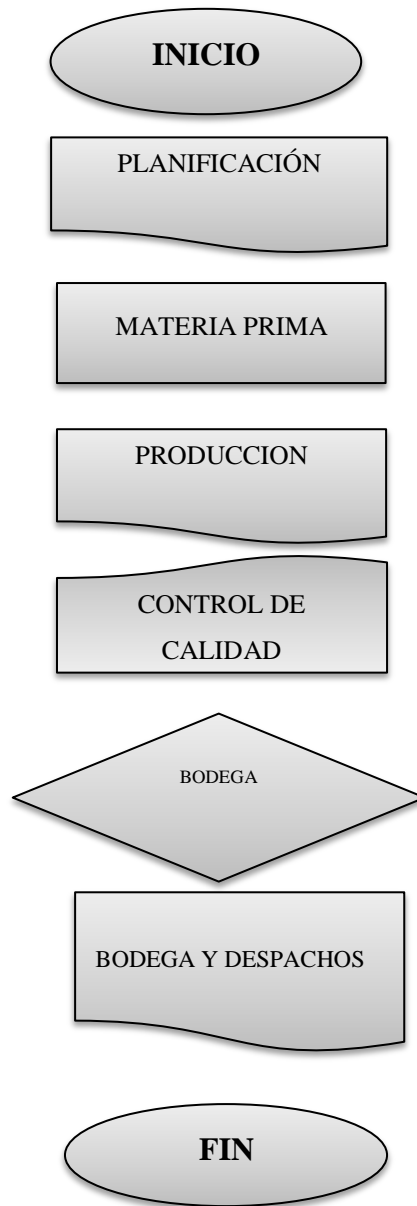 INICIO
PLANIFICACIÓN
MATERIA PRIMA
PRODUCCION
CONTROL DE
CALIDAD
BODEGA
BODEGA Y DESPACHOS
FIN